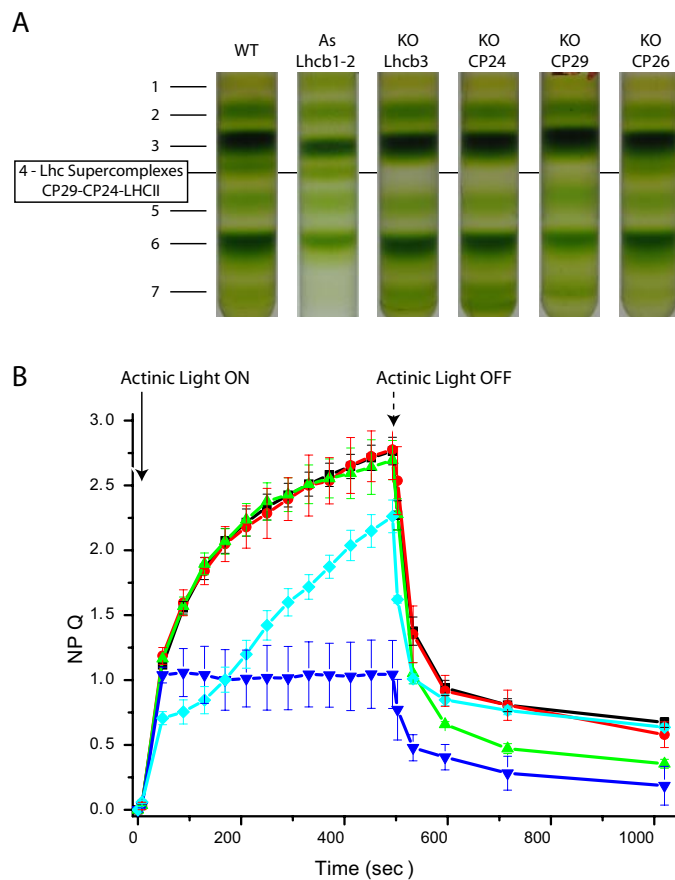 A
WT
As
Lhcb1-2
KO
Lhcb3
KO
CP24
KO
CP29
KO
CP26
1
2
3
4 - Lhc Supercomplexes
CP29-CP24-LHCII
5
6
7
B
Actinic Light ON
Actinic Light OFF
3.0
2.5
2.0
1.5
1.0
0.5
0.0
NP Q
0
200
400
600
800
1000
Time (sec)